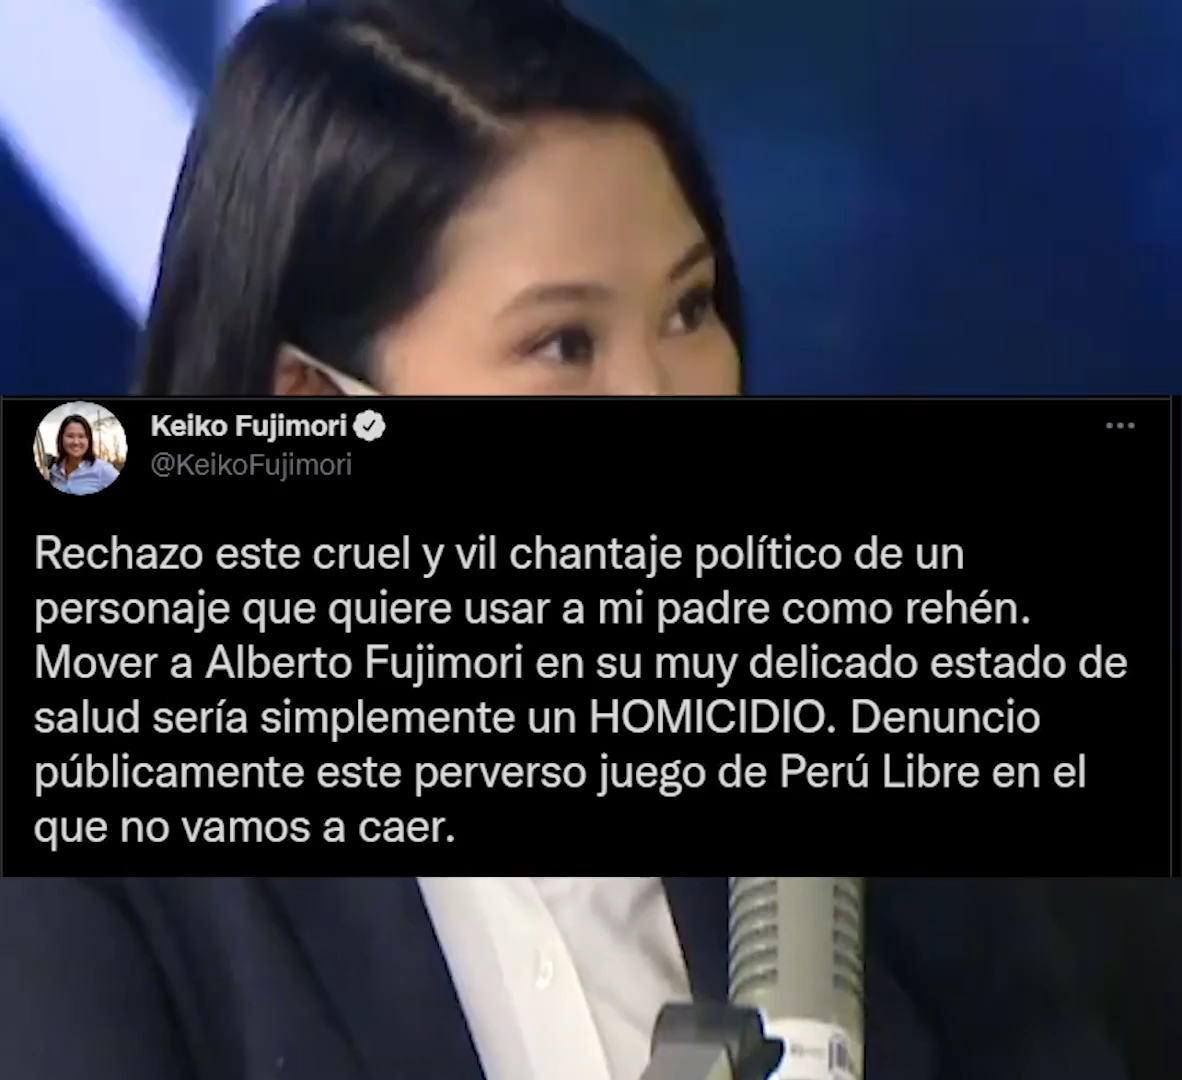 Keiko Fujimori
@KeikoFujimori
Rechazo este cruel y vil chantaje político de un
personaje que quiere usar a mi padre como rehén.
Mover a Alberto Fujimori en su muy delicado estado de
salud sería simplemente un HOMICIDIO. Denuncio
públicamente este perverso juego de Perú Libre en el
que no vamos a caer.